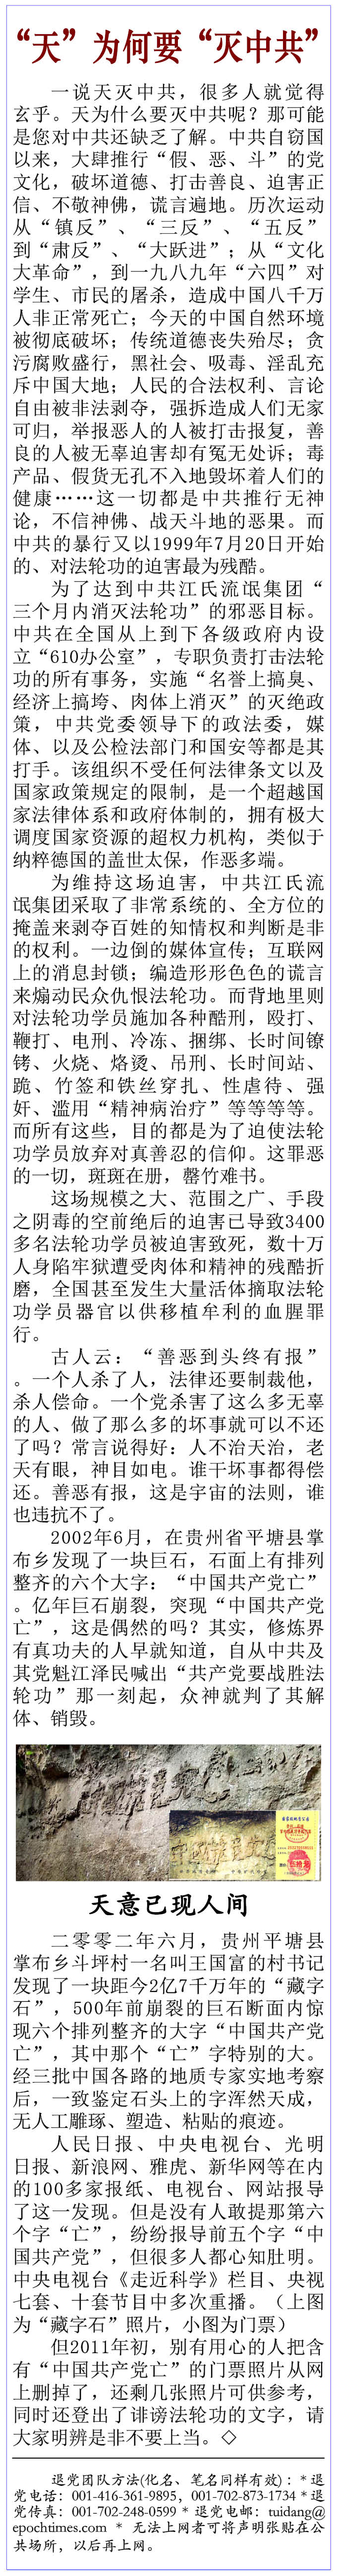 “天”为何要“灭中共”
一说天灭中共，很多人就觉得
玄乎。天为什么要灭中共呢？那可能
是您对中共还缺乏了解。中共自窃国
以来，大肆推行“假、恶、斗”的党
文化，破坏道德、打击善良、迫害正
信、不敬神佛，谎言遍地。历次运动
从“镇反”、“三反”、“五反”
到“肃反”、“大跃进”；从“文化
大革命”，到一九八九年“六四”对
学生、市民的屠杀，造成中国八千万
人非正常死亡；今天的中国自然环境
被彻底破坏；传统道德丧失殆尽；贪
污腐败盛行，黑社会、吸毒、淫乱充
斥中国大地；人民的合法权利、言论
自由被非法剥夺，强拆造成人们无家
可归，举报恶人的人被打击报复，善
良的人被无辜迫害却有冤无处诉；毒
产品、假货无孔不入地毁坏着人们的
健康……这一切都是中共推行无神
论，不信神佛、战天斗地的恶果。而
中共的暴行又以1999年7月20日开始
的、对法轮功的迫害最为残酷。
为了达到中共江氏流氓集团“
三个月内消灭法轮功”的邪恶目标。
中共在全国从上到下各级政府内设
立“610办公室”，专职负责打击法轮
功的所有事务，实施“名誉上搞臭、
经济上搞垮、肉体上消灭”的灭绝政
策，中共党委领导下的政法委，媒
体、以及公检法部门和国安等都是其
打手。该组织不受任何法律条文以及
国家政策规定的限制，是一个超越国
家法律体系和政府体制的，拥有极大
调度国家资源的超权力机构，类似于
纳粹德国的盖世太保，作恶多端。
为维持这场迫害，中共江氏流
氓集团采取了非常系统的、全方位的
掩盖来剥夺百姓的知情权和判断是非
的权利。一边倒的媒体宣传；互联网
上的消息封锁；编造形形色色的谎言
来煽动民众仇恨法轮功。而背地里则
对法轮功学员施加各种酷刑，殴打、
鞭打、电刑、冷冻、捆绑、长时间镣
铐、火烧、烙烫、吊刑、长时间站、
跪、竹签和铁丝穿扎、性虐待、强
奸、滥用“精神病治疗”等等等等。
而所有这些，目的都是为了迫使法轮
功学员放弃对真善忍的信仰。这罪恶
的一切，斑斑在册，罄竹难书。
这场规模之大、范围之广、手段
之阴毒的空前绝后的迫害已导致3400
多名法轮功学员被迫害致死，数十万
人身陷牢狱遭受肉体和精神的残酷折
磨，全国甚至发生大量活体摘取法轮
功学员器官以供移植牟利的血腥罪
行。
古人云：“善恶到头终有报”
。一个人杀了人，法律还要制裁他，
杀人偿命。一个党杀害了这么多无辜
的人、做了那么多的坏事就可以不还
了吗？常言说得好：人不治天治，老
天有眼，神目如电。谁干坏事都得偿
还。善恶有报，这是宇宙的法则，谁
也违抗不了。
2002年6月，在贵州省平塘县掌
布乡发现了一块巨石，石面上有排列
整齐的六个大字：“中国共产党亡”
。亿年巨石崩裂，突现“中国共产党
亡”，这是偶然的吗？其实，修炼界
有真功夫的人早就知道，自从中共及
其党魁江泽民喊出“共产党要战胜法
轮功”那一刻起，众神就判了其解
体、销毁。
天意已现人间
二零零二年六月，贵州平塘县
掌布乡斗坪村一名叫王国富的村书记
发现了一块距今2亿7千万年的“藏字
石”，500年前崩裂的巨石断面内惊
现六个排列整齐的大字“中国共产党
亡”，其中那个“亡”字特别的大。
经三批中国各路的地质专家实地考察
后，一致鉴定石头上的字浑然天成，
无人工雕琢、塑造、粘贴的痕迹。
人民日报、中央电视台、光明
日报、新浪网、雅虎、新华网等在内
的100多家报纸、电视台、网站报导
了这一发现。但是没有人敢提那第六
个字“亡”，纷纷报导前五个字“中
国共产党”，但很多人都心知肚明。
中央电视台《走近科学》栏目、央视
七套、十套节目中多次重播。（上图
为“藏字石”照片，小图为门票）
但2011年初，别有用心的人把含
有“中国共产党亡”的门票照片从网
上删掉了，还剩几张照片可供参考，
同时还登出了诽谤法轮功的文字，请
大家明辨是非不要上当。◇
退党团队方法(化名、笔名同样有效)：*退
党电话：001-416-361-9895，001-702-873-1734*退
党传真：001-702-248-0599*退党电邮：tuidang@
epochtimes.com * 无法上网者可将声明张贴在公
共场所，以后再上网。